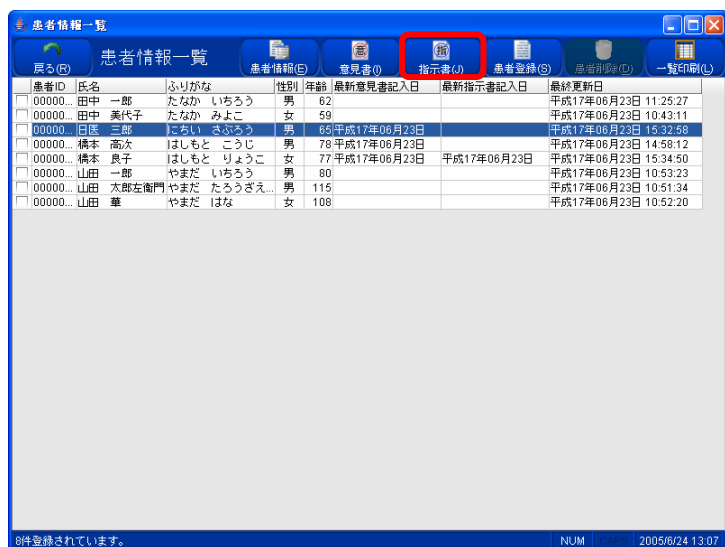 患者情報一覧
戻る(R) 患者情報一覧 患者情報(E) 意見書(I) 指示書(J) 患者登録(S) 患者削除(D) 一覧印刷(L)
患者ID 氏名 ふりがな 性別 年齢 最新意見書記入日 最新指示書記入日 最終更新日
00000... 田中 一郎 たなか いちろう 男 62 平成17年06月23日 11:25:27
00000... 田中 美代子 たなか みよこ 女 59 平成17年06月23日 10:43:11
00000... 日医 三郎 にちい さぶろう 男 65 平成17年06月23日 平成17年06月23日 15:32:58
00000... 橋本 高次 はしもと こうじ 男 78 平成17年06月23日 平成17年06月23日 14:58:12
00000... 橋本 良子 はしもと りょうこ 女 77 平成17年06月23日 平成17年06月23日 平成17年06月23日 15:34:50
00000... 山田 一郎 やまだ いちろう 男 80 平成17年06月23日 10:53:23
00000... 山田 太郎左衛門 やまだ たろうざえ... 男 115 平成17年06月23日 10:51:34
00000... 山田 華 やまだ はな 女 108 平成17年06月23日 10:52:20
8件登録されています。 NUM CAPS 2005/6/24 13:07